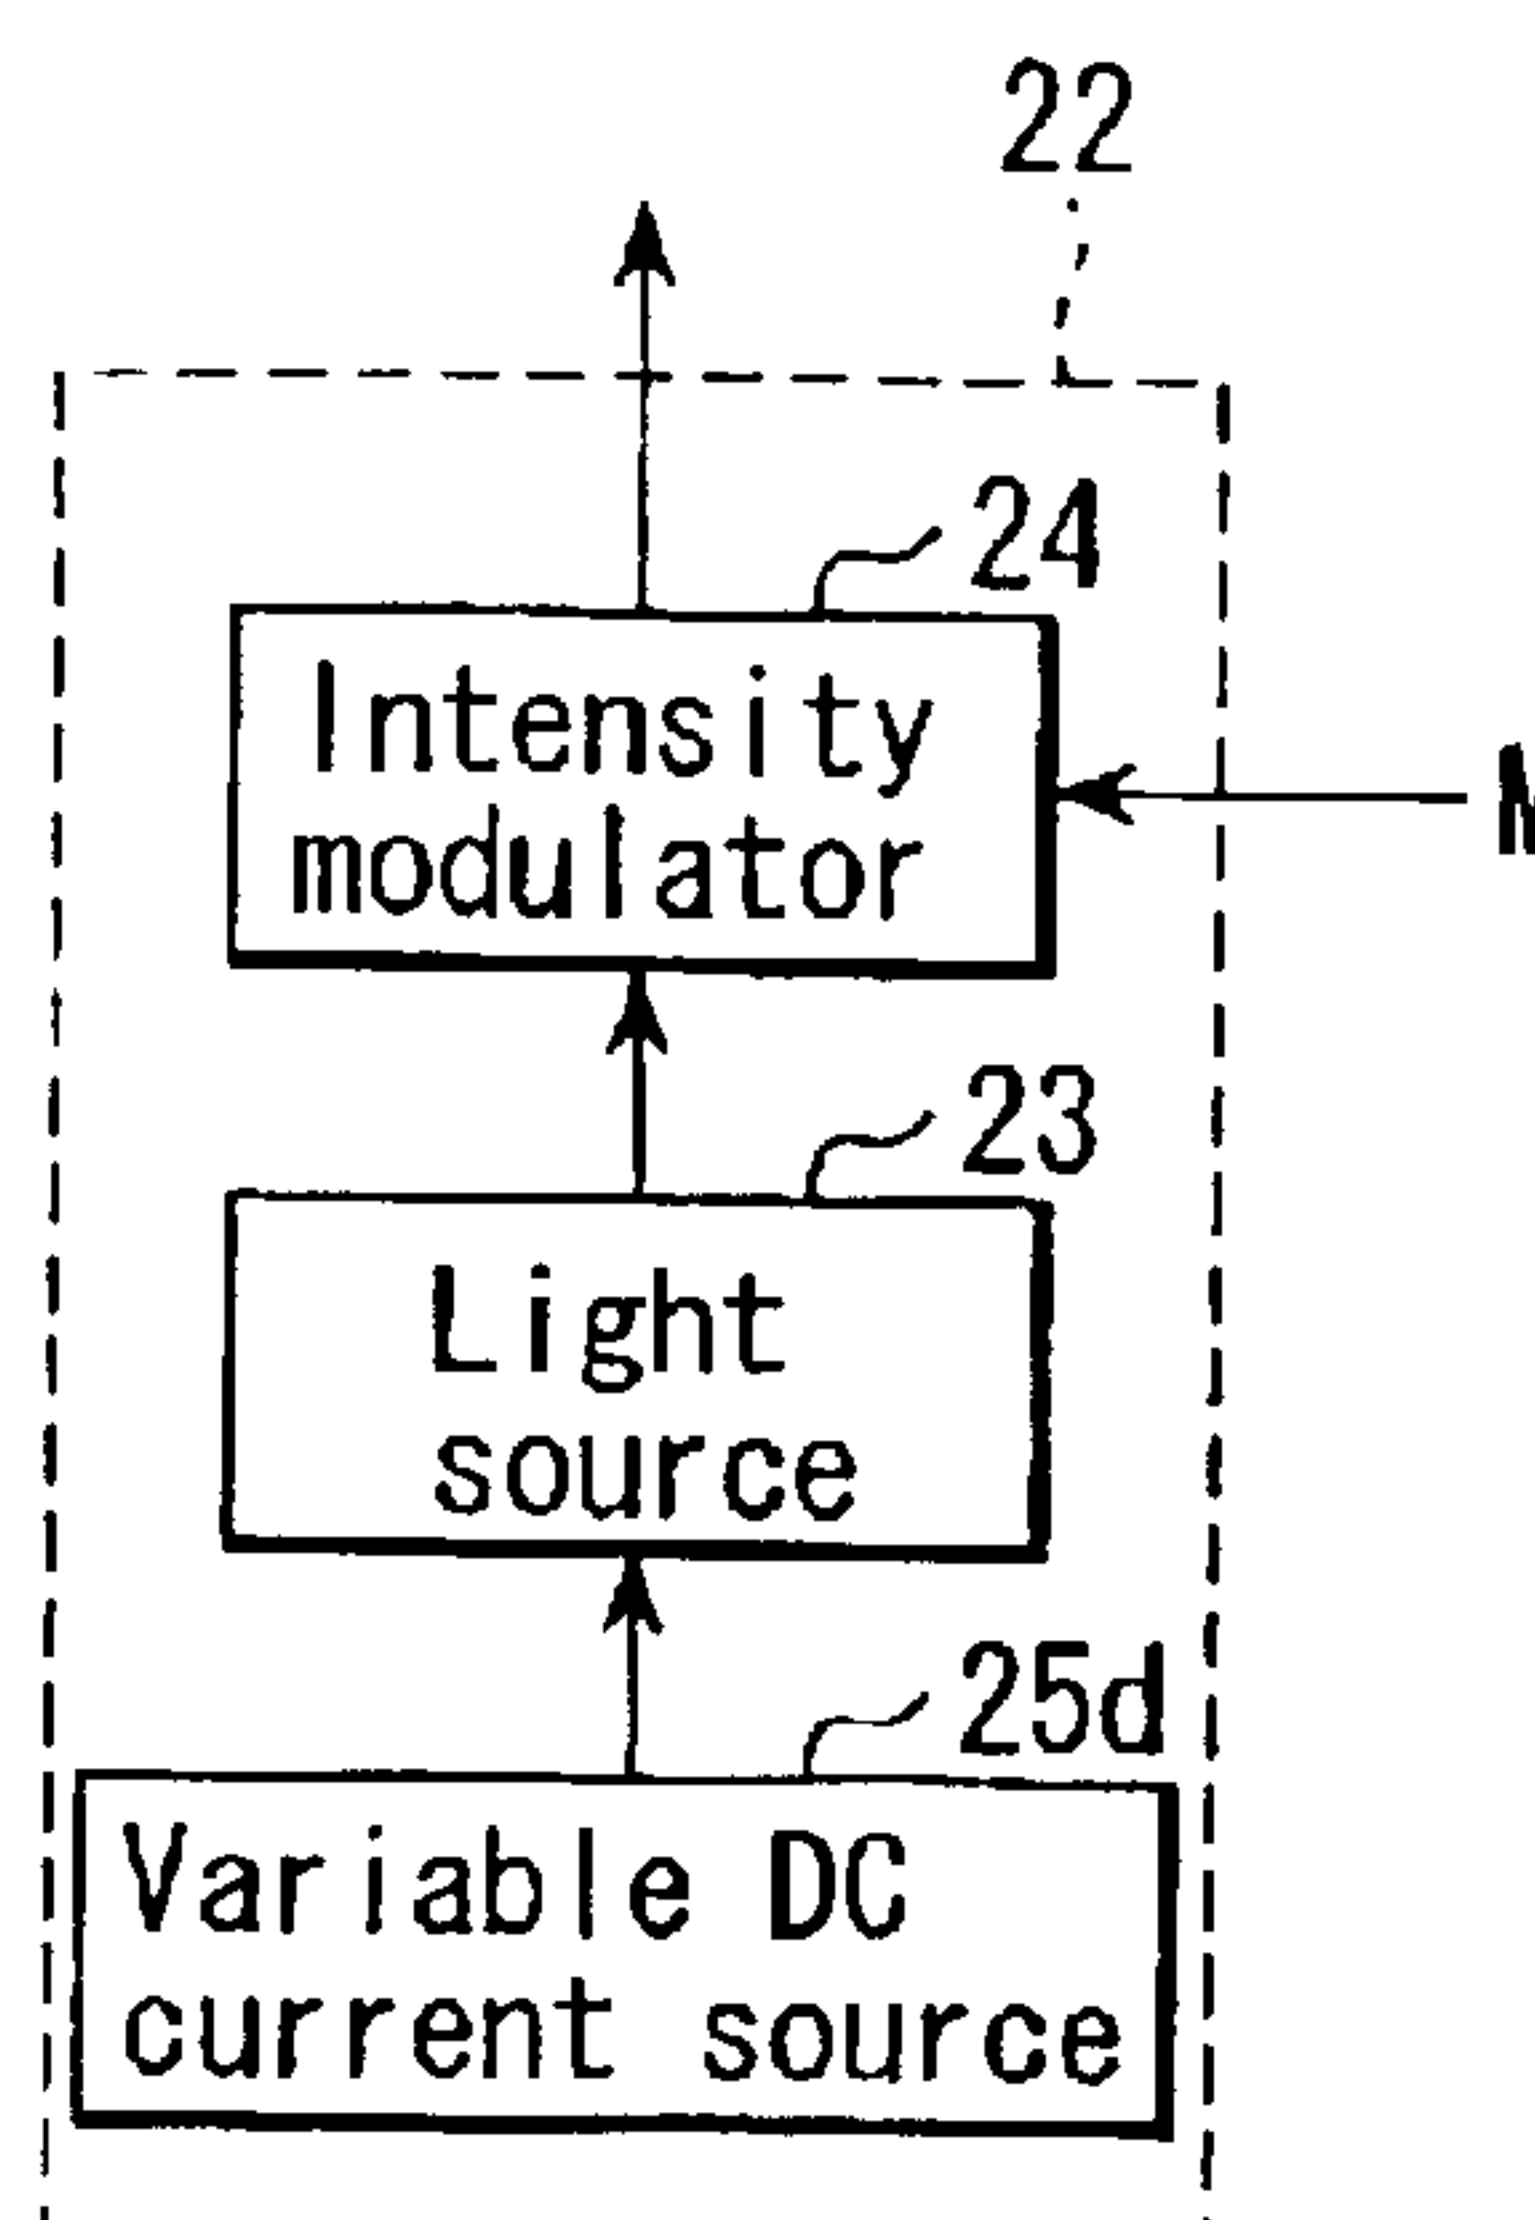 22
24
Intensity
modulator
23
Light
source
25d
Variable DC
current source